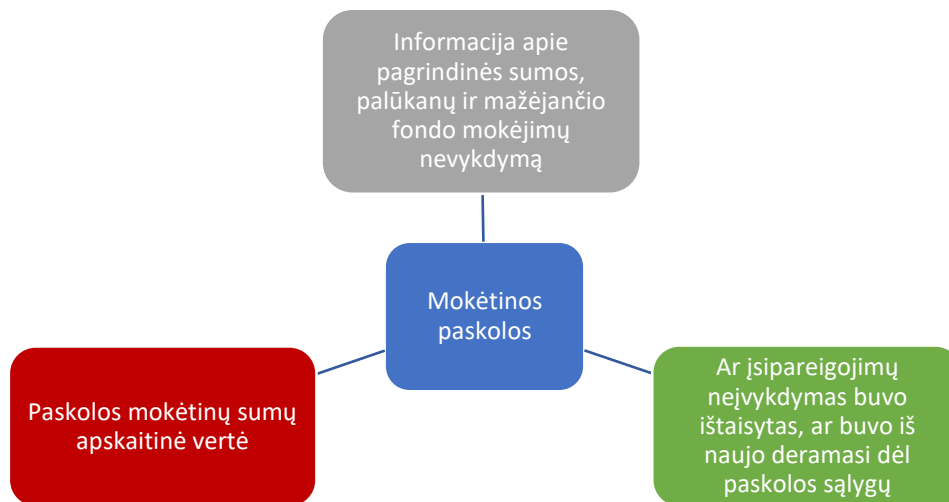 Informacija apie
pagrindinės sumos,
palūkanų ir mažėjančio
fondo mokėjimų
nevykdymą
Mokėtinos
paskolos
Paskolos mokėtinų sumų
apskaitinė vertė
Ar įsipareigojimų
neįvykdymas buvo
ištaisytas, ar buvo iš
naujo deramasi dėl
paskolos sąlygų